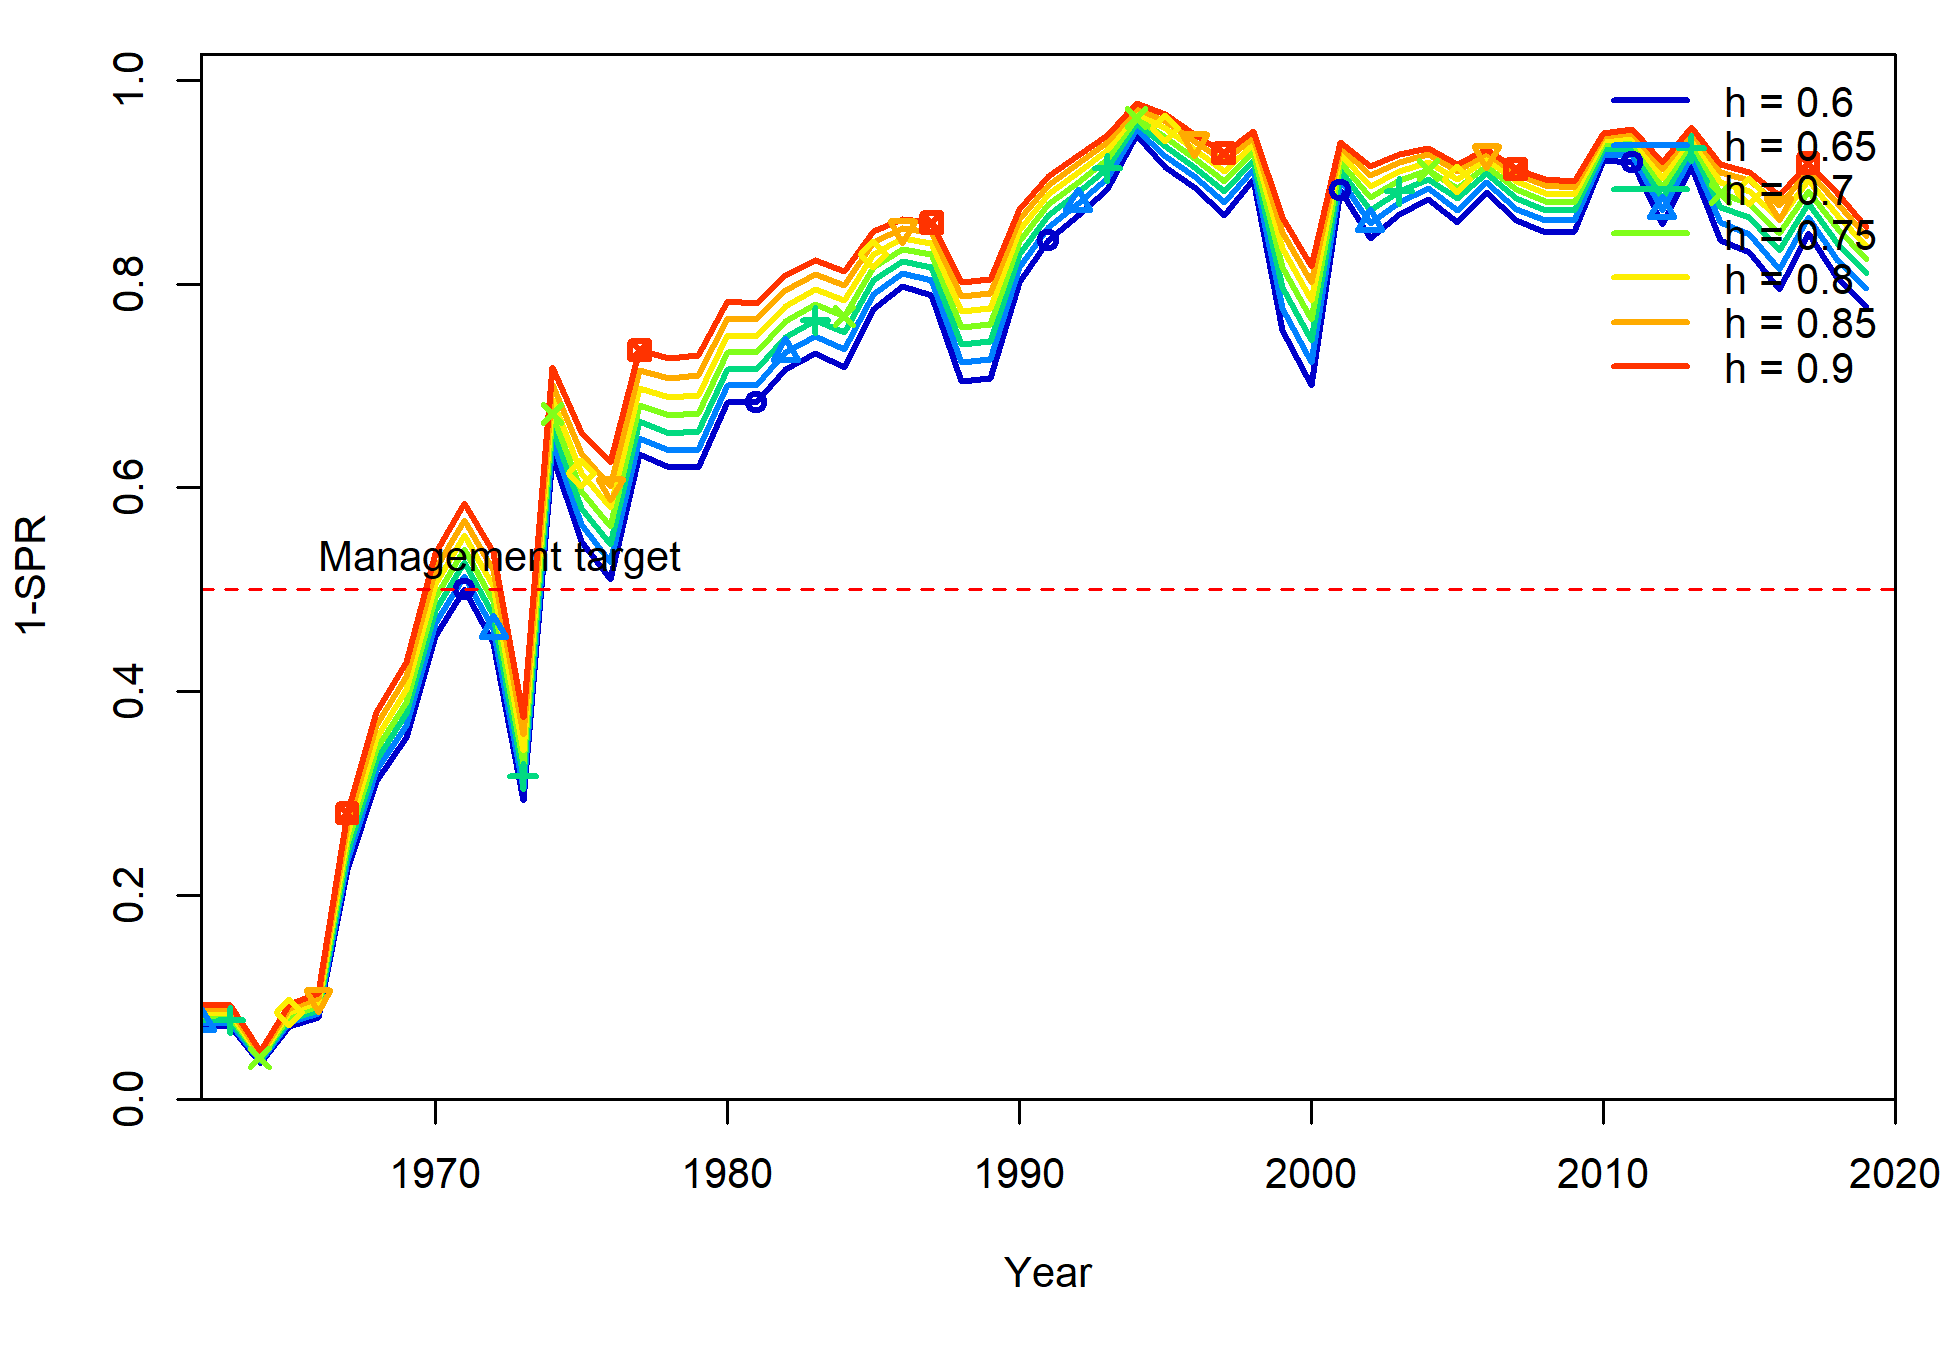 1.0
0.8
0.6
0.4
0.2
0.0
1-SPR
Management target
h = 0.6
h = 0.65
h = 0.7
h = 0.75
h = 0.8
h = 0.85
h = 0.9
1970 1980 1990 2000 2010 2020
Year